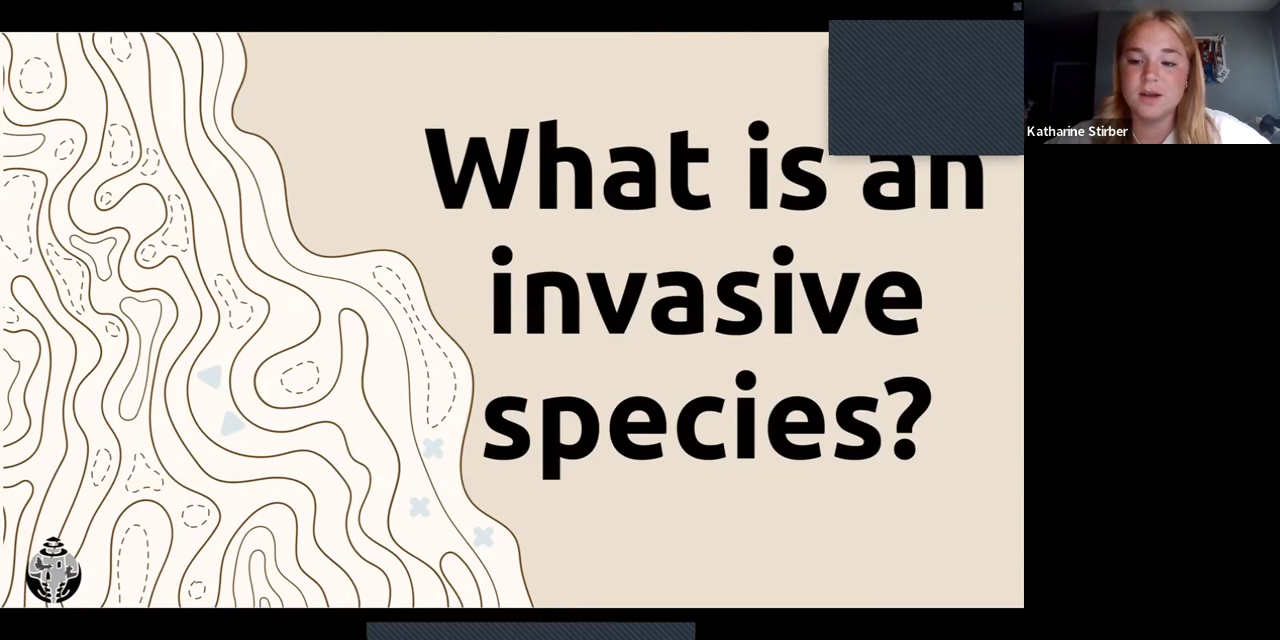 What is an
invasive
species?
Katharine Stirber